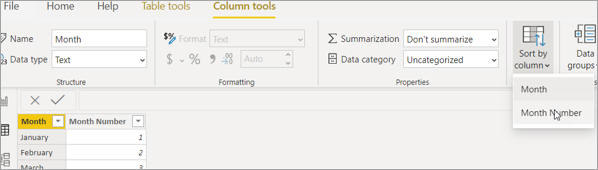 File Home Help Table tools Column tools
Name Month
Data type Text
Structure
Format Text
$ % 9 .00 Auto
Formatting
Summarization Don't summarize
Data category Uncategorized
Properties
Sort by column
Data groups
Month
Month Number
Month Month Number
January 1
February 2
March 3